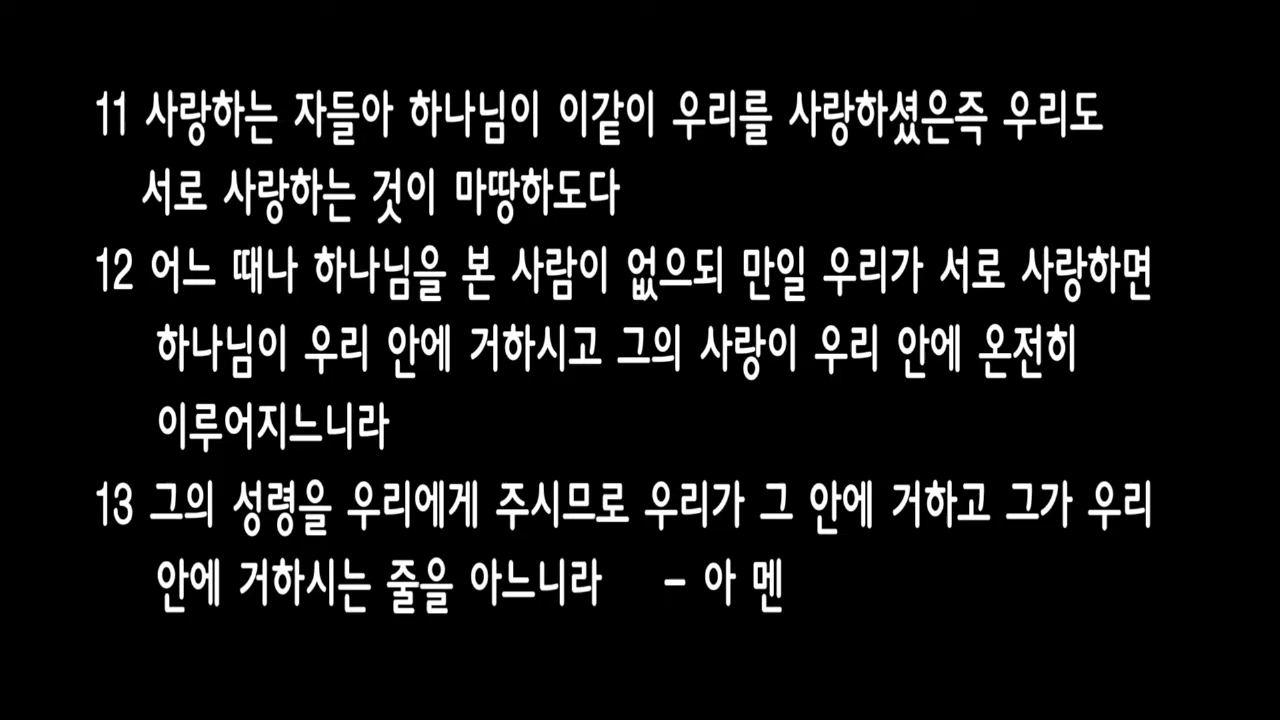 11 사랑하는 자들아 하나님이 이같이 우리를 사랑하셨은즉 우리도
서로 사랑하는 것이 마땅하도다
12 어느 때나 하나님을 본 사람이 없으되 만일 우리가 서로 사랑하면
하나님이 우리 안에 거하시고 그의 사랑이 우리 안에 온전히
이루어지느니라
13 그의 성령을 우리에게 주시므로 우리가 그 안에 거하고 그가 우리
안에 거하시는 줄을 아느니라 - 아 멘